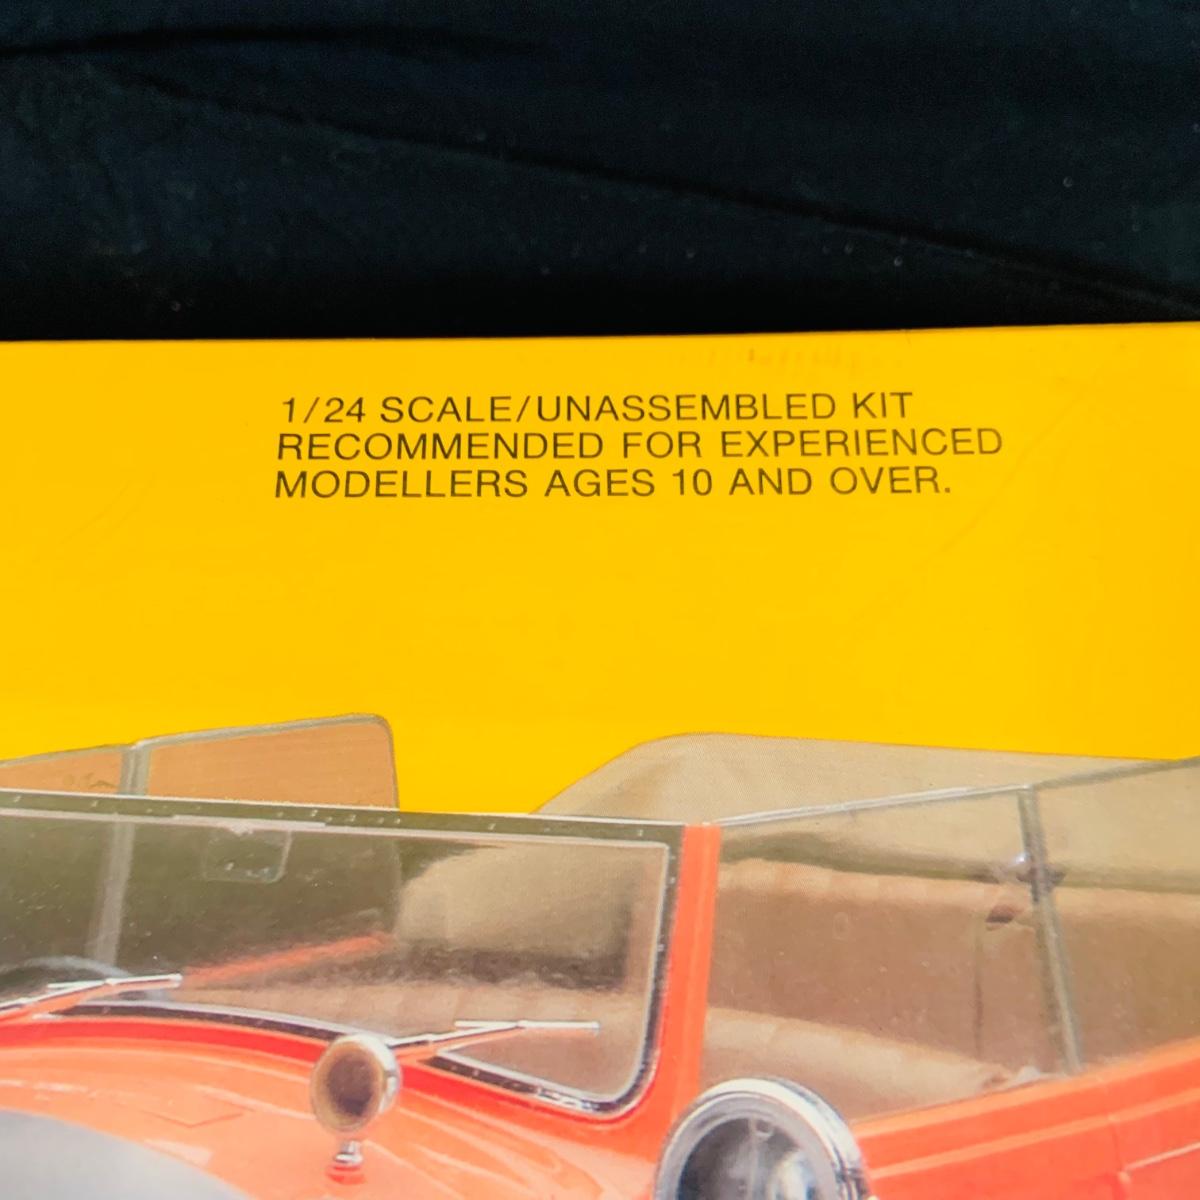 1/24 SCALE/UNASSEMBLED KIT
RECOMMENDED FOR EXPERIENCED
MODELLERS AGES 10 AND OVER.